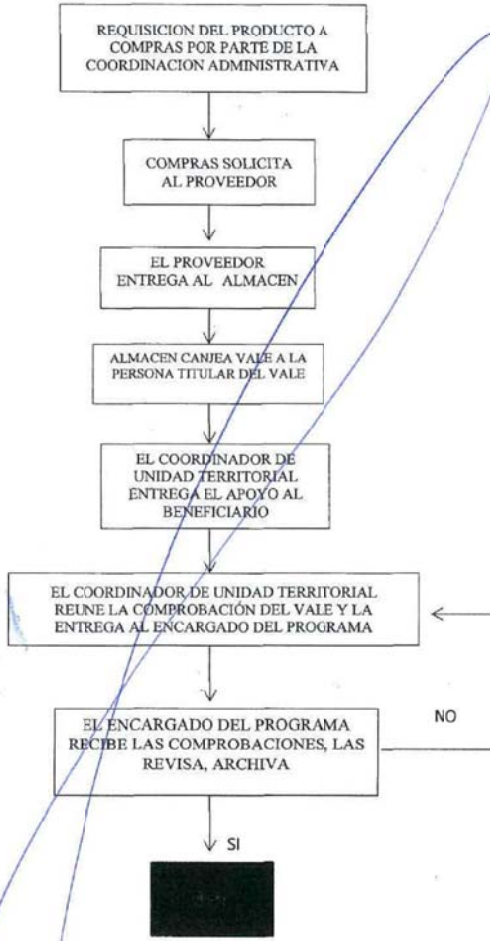 REQUISICION DEL PRODUCTO A
COMPRAS POR PARTE DE LA
COORDINACION ADMINISTRATIVA
COMPRAS SOLICITA
AL PROVEEDOR
EL PROVEEDOR
ENTREGA AL ALMACEN
ALMACEN CANJEA VALE A LA
PERSONA TITULAR DEL VALE
EL COORDINADOR DE
UNIDAD TERRITORIAL
ENTREGA EL APOYO AL
BENEFICIARIO
EL COORDINADOR DE UNIDAD TERRITORIAL
REUNE LA COMPROBACIÓN DEL VALE Y LA
ENTREGA AL ENCARGADO DEL PROGRAMA
EL ENCARGADO DEL PROGRAMA
RECIBE LAS COMPROBACIONES, LAS
REVISA, ARCHIVA
NO
SI